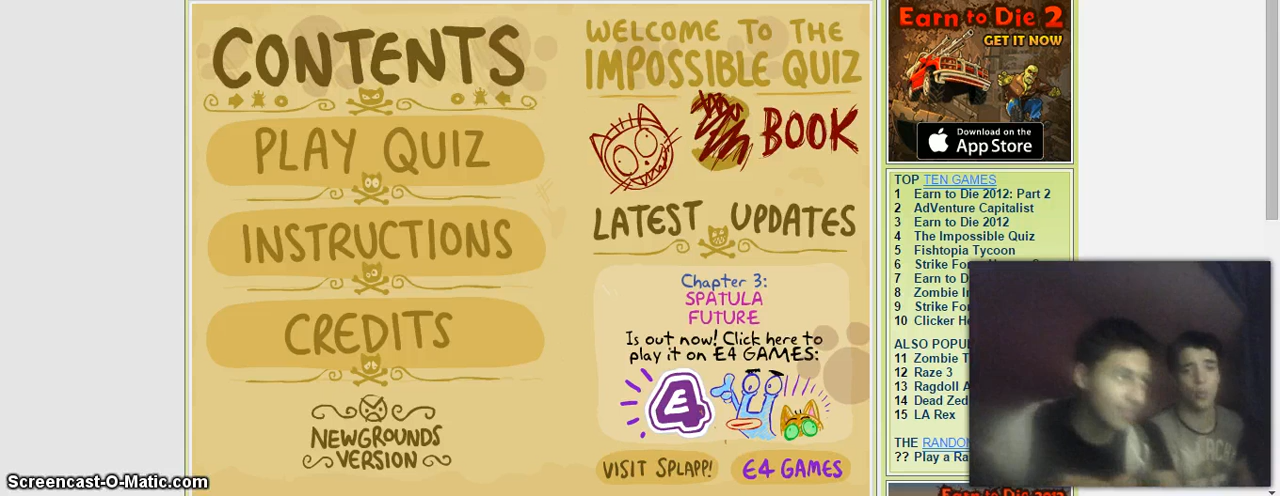 CONTENTS
PLAY QUIZ
INSTRUCTIONS
CREDITS
NEWGROUNDS
VERSION
WELCOME TO THE
IMPOSSIBLE QUIZ
BOOK
LATEST UPDATES
Chapter 3:
SPATULA
FUTURE
Is out now! Click here to
play it on E4 GAMES:
E4
VISIT SPLAPP!
E4 GAMES
Earn to Die 2
GET IT NOW
Download on the
App Store
TOP TEN GAMES
1 Earn to Die 2012: Part 2
2 AdVenture Capitalist
3 Earn to Die 2012
4 The Impossible Quiz
5 Fishtopia Tycoon
6 Strike
7 Earn to
8 Zombie
9 Strike
10 Clicker
ALSO
11 Zombie
12 Raze 3
13 Ragdoll
14 Dead Zed
15 LA Rex
THE
?? Play a
Earn to Die 2012
Screencast-O-Matic.com